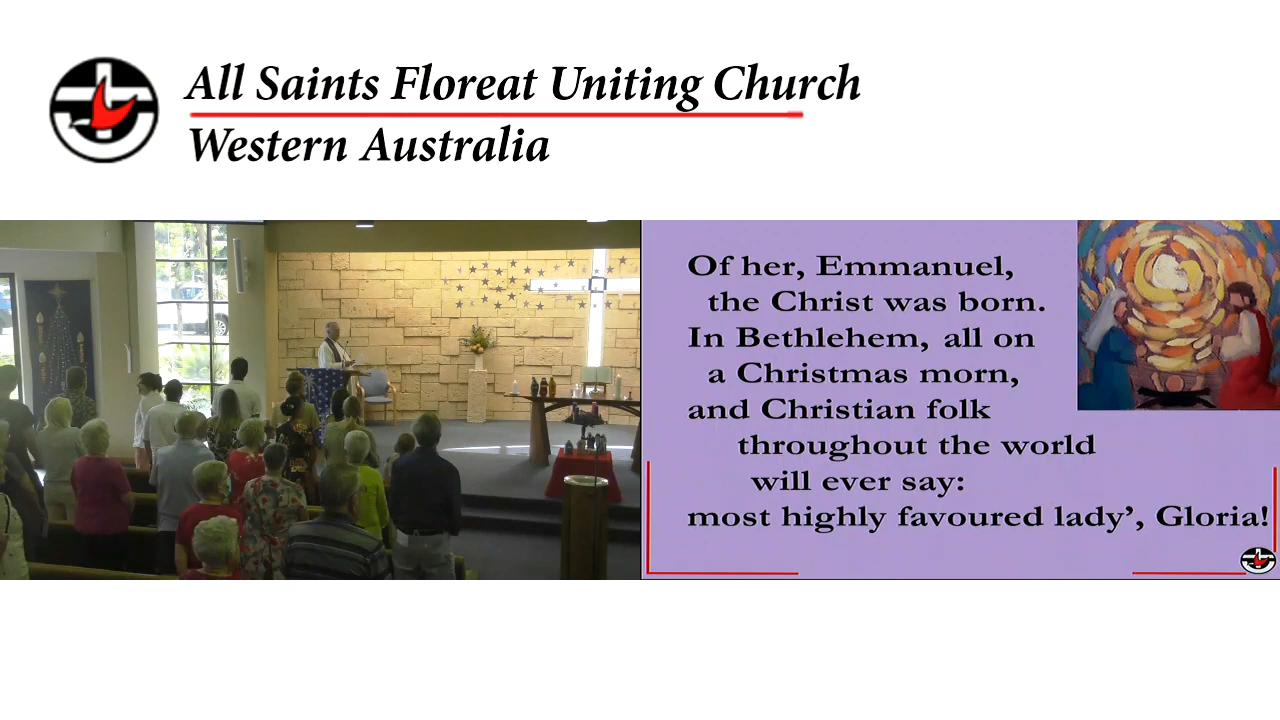 All Saints Floreat Uniting Church
Western Australia
Of her, Emmanuel,
the Christ was born.
In Bethlehem, all on
a Christmas morn,
and Christian folk
throughout the world
will ever say:
most highly favoured lady’, Gloria!